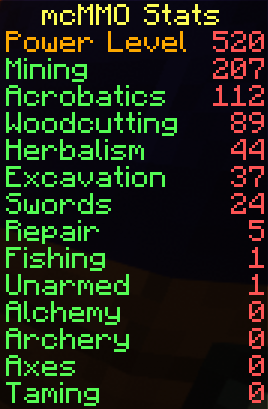 mcMMO Stats
Power Level 520
Mining 207
Acrobatics 112
Woodcutting 89
Herbalism 44
Excavation 37
Swords 24
Repair 5
Fishing 1
Unarmed 1
Alchemy 0
Archery 0
Axes 0
Taming 0